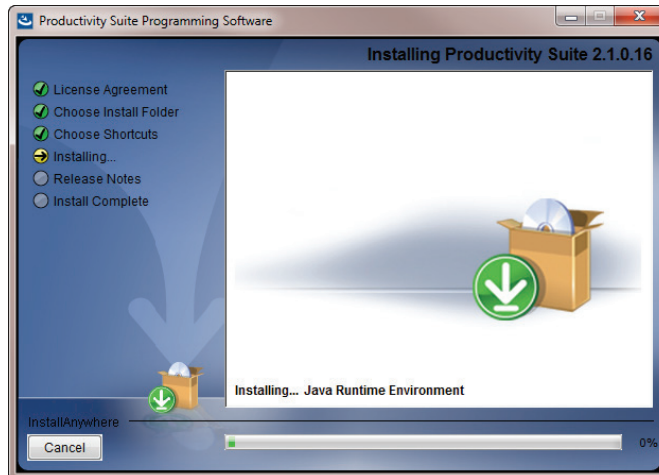 Productivity Suite Programming Software
Installing Productivity Suite 2.1.0.16
License Agreement
Choose Install Folder
Choose Shortcuts
Installing...
Release Notes
Install Complete
Installing... Java Runtime Environment
InstallAnywhere
Cancel
0%